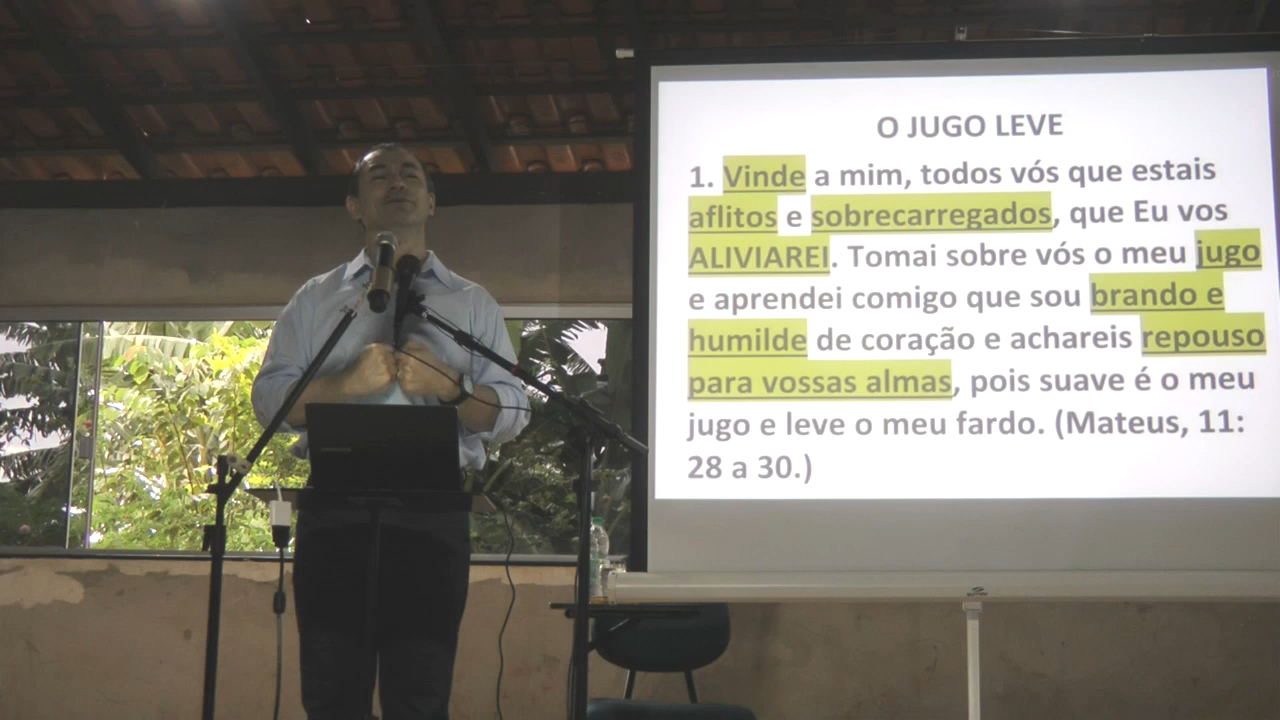 O JUGO LEVE
1. Vinde a mim, todos vós que estais
aflitos e sobrecarregados, que Eu vos
ALIVIAREI. Tomai sobre vós o meu jugo
e aprendei comigo que sou brando e
humilde de coração e achareis repouso
para vossas almas, pois suave é o meu
jugo e leve o meu fardo. (Mateus, 11:
28 a 30.)